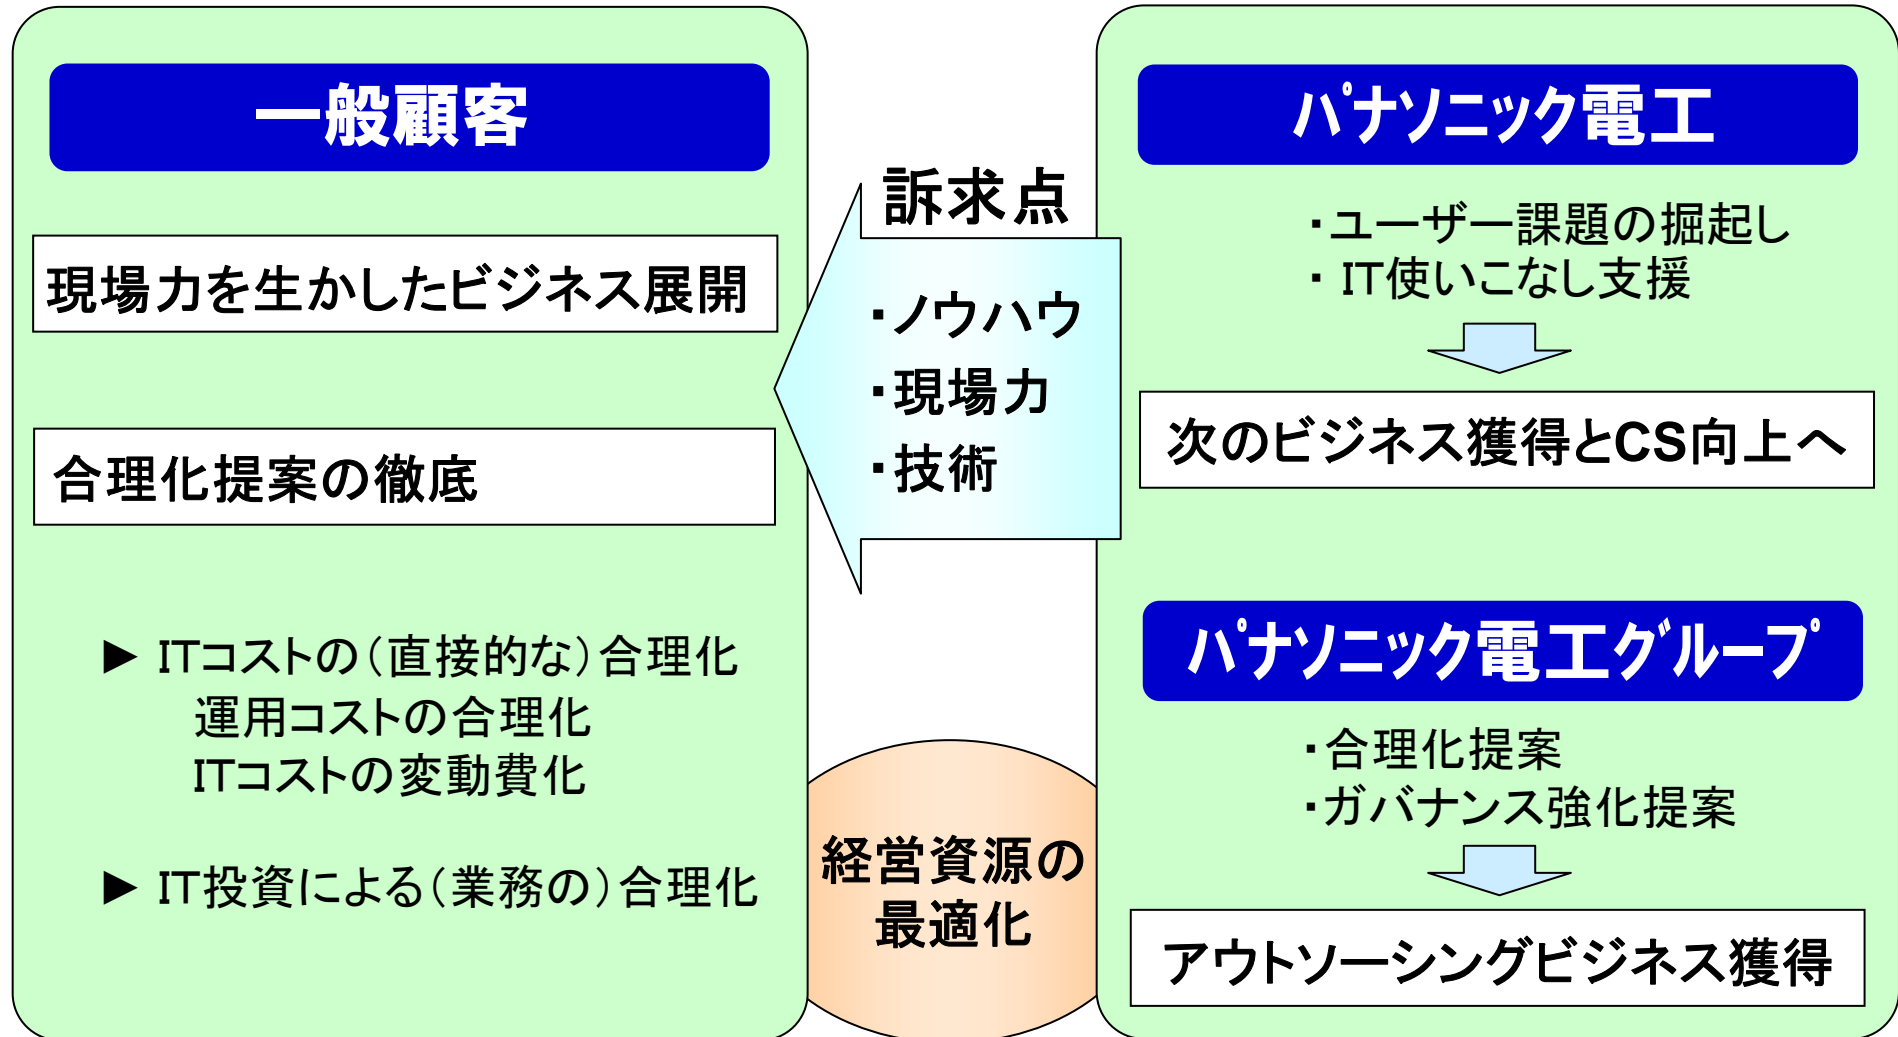 一般顧客
現場力を生かしたビジネス展開
合理化提案の徹底
▶ ITコストの（直接的な）合理化
運用コストの合理化
ITコストの変動費化
▶ IT投資による（業務の）合理化
訴求点
・ノウハウ
・現場力
・技術
経営資源の
最適化
パナソニック電工
・ユーザー課題の掘起し
・IT使いこなし支援
次のビジネス獲得とCS向上へ
パナソニック電工グループ
・合理化提案
・ガバナンス強化提案
アウトソーシングビジネス獲得